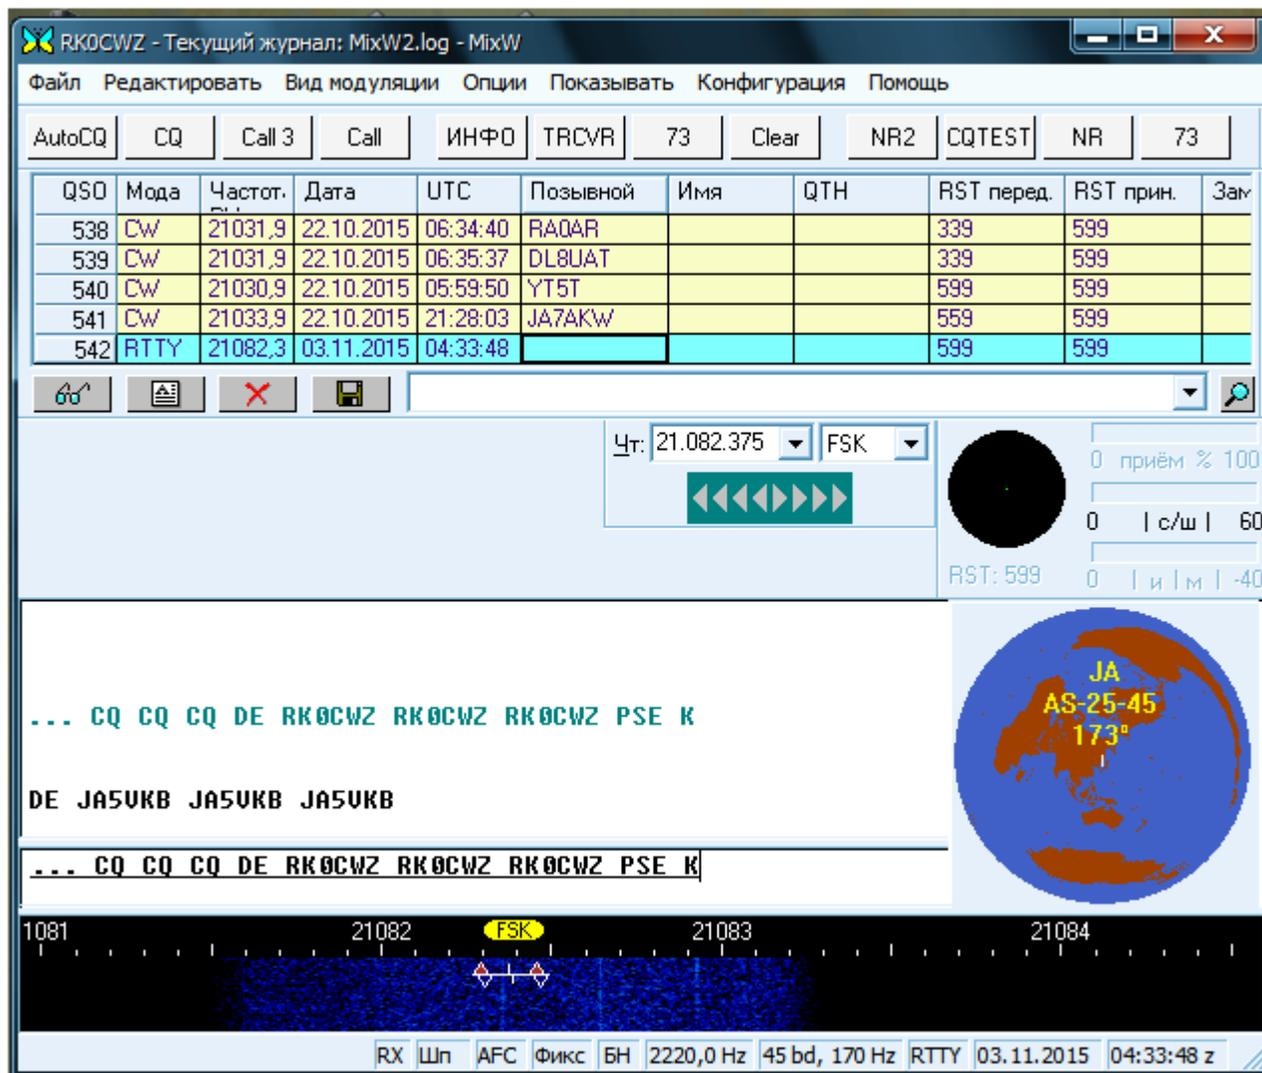 RK0CWZ - Текущий журнал: MixW2.log - MixW
Файл Редактировать Вид модуляции Опции Показывать Конфигурация Помощь
AutoCQ CQ Call 3 Call ИНФО TRCVR 73 Clear NR2 CQTEST NR 73
QSO Мода Частот. Дата UTC Позывной Имя QTH RST перед. RST прин. Зам
538 CW 21031,9 22.10.2015 06:34:40 RA0AR 339 599
539 CW 21031,9 22.10.2015 06:35:37 DL8UAT 339 599
540 CW 21030,9 22.10.2015 05:59:50 YT5T 599 599
541 CW 21033,9 22.10.2015 21:28:03 JA7AKW 559 599
542 RTTY 21082,3 03.11.2015 04:33:48 599 599
Чт: 21.082.375 FSK
0 приём % 100
0 | с/ш | 60
RST: 599 0 | и | м | -40
JA
AS-25-45
173°
... CQ CQ CQ DE RK0CWZ RK0CWZ RK0CWZ PSE K
DE JA5VKB JA5VKB JA5VKB
... CQ CQ CQ DE RK0CWZ RK0CWZ RK0CWZ PSE K
1081 21082 FSK 21083 21084
RX Шп AFC Фикс БН 2220,0 Hz 45 bd, 170 Hz RTTY 03.11.2015 04:33:48 z